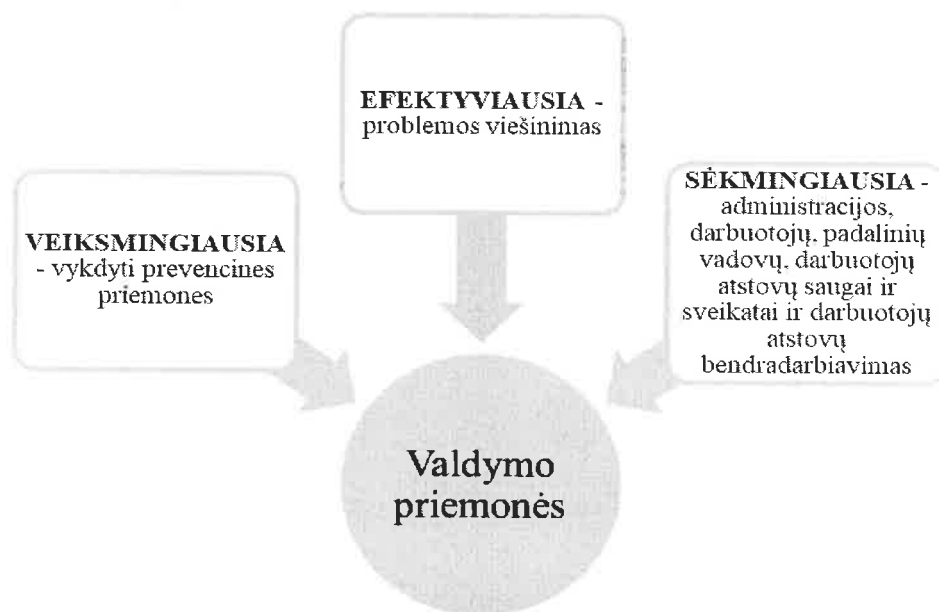 EFEKTYVIAUSIA -
problemos viešinimas
VEIKSMINGIAUSIA
- vykdyti prevencines
priemones
SĖKMINGIAUSIA -
administracijos,
darbuotojų, padalinių
vadovų, darbuotojų
atstovų saugai ir
sveikatai ir darbuotojų
atstovų
bendradarbiavimas
Valdymo
priemonės